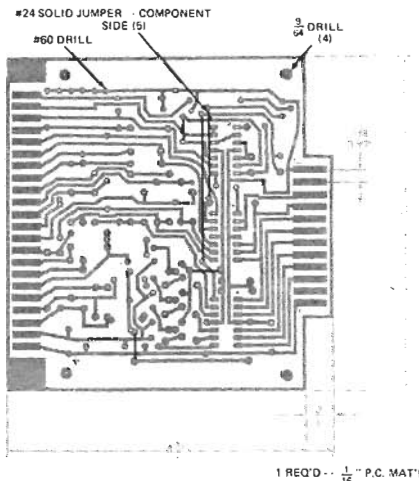 #24 SOLID JUMPER - COMPONENT
SIDE (5)
#60 DRILL
9/64 DRILL
(4)
1 REQ'D - - 1/16" P.C. MAT'L